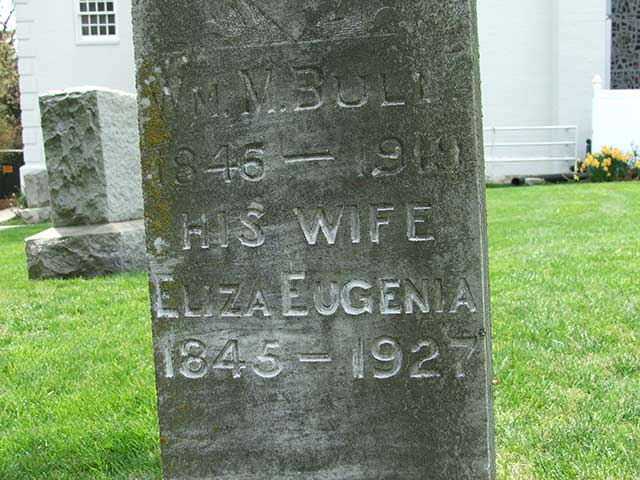 WM. M. BULL
1846 —
HIS WIFE
ELIZA EUGENIA
1845 — 1927